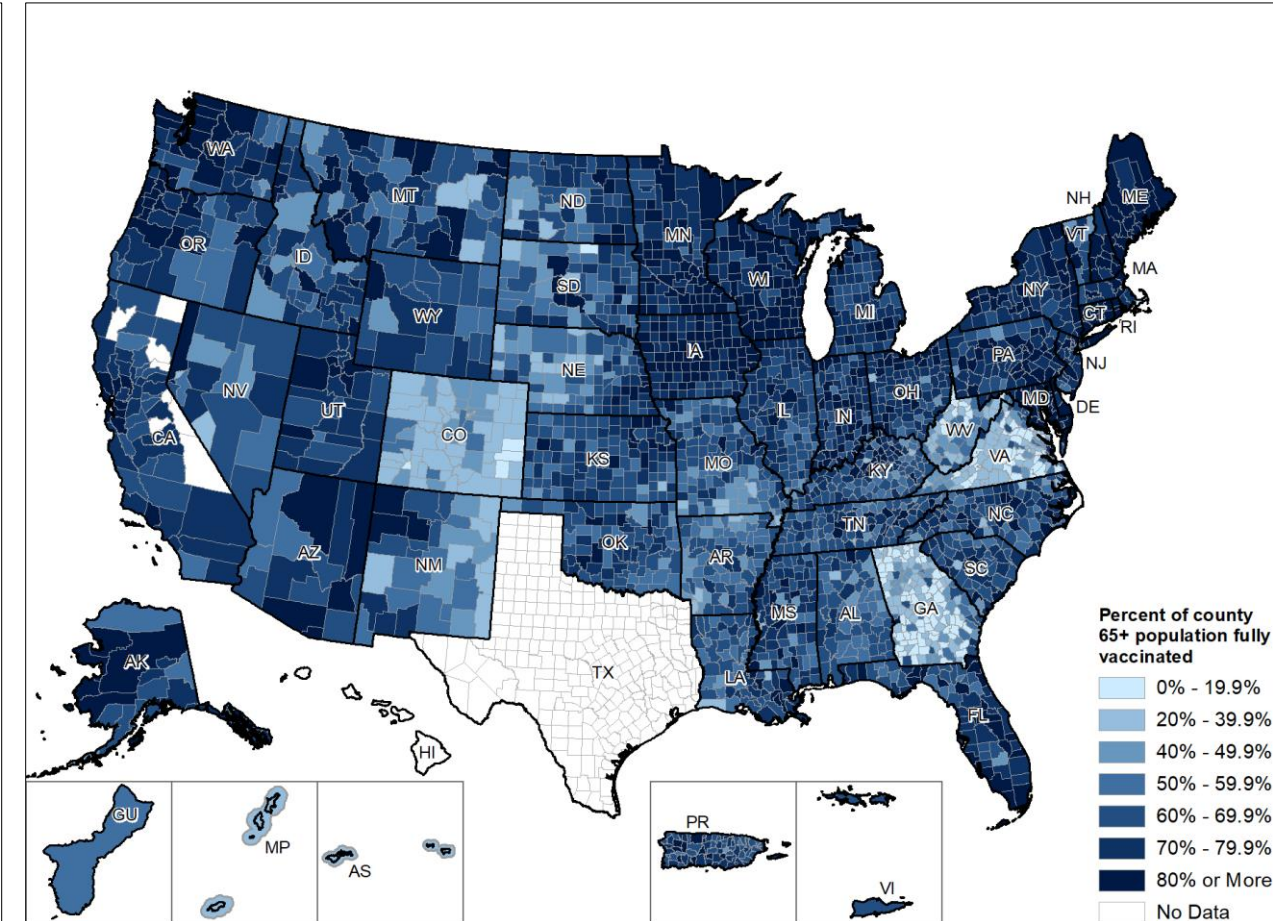 WA
MT
ND
MN
OR
ID
SD
WI
WY
MI
NH
VT
ME
NY
MA
CT
RI
NE
IA
PA
NJ
NV
UT
CO
IL
IN
OH
MD
DE
CA
KS
MO
WV
VA
KY
AZ
NM
OK
AR
TN
NC
SC
MS
AL
GA
TX
LA
FL
AK
HI
GU
MP
AS
PR
VI
Percent of county
65+ population fully
vaccinated
0% - 19.9%
20% - 39.9%
40% - 49.9%
50% - 59.9%
60% - 69.9%
70% - 79.9%
80% or More
No Data